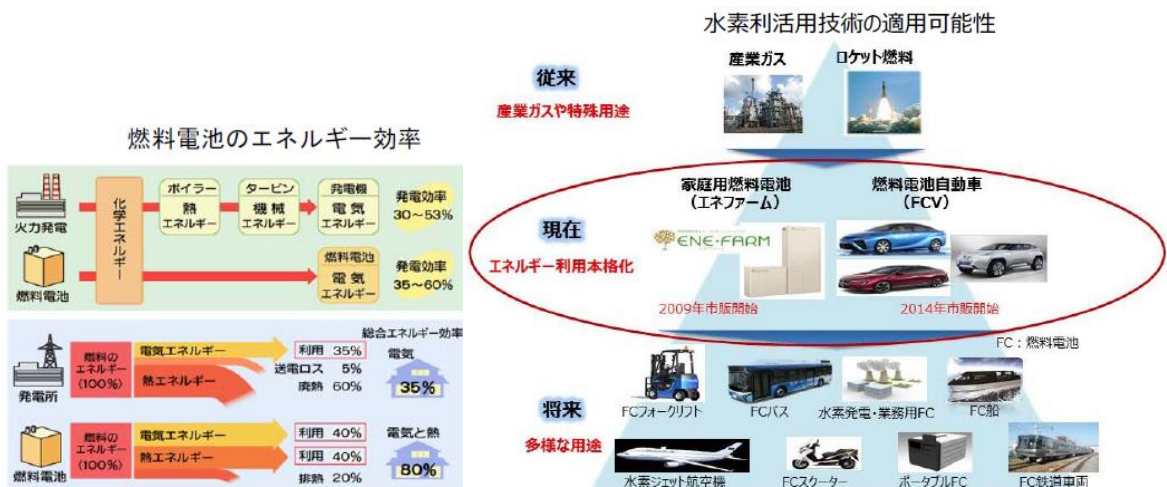 燃料電池のエネルギー効率
火力発電
化学エネルギー
ボイラー
熱
エネルギー
タービン
機械
エネルギー
発電機
電気
エネルギー
発電効率
30～53%
燃料電池
燃料電池
電気
エネルギー
発電効率
35～60%
総合エネルギー効率
発電所
燃料の
エネルギー
(100%)
電気エネルギー
熱エネルギー
利用 35%
送電ロス 5%
廃熱 60%
電気
35%
燃料電池
燃料の
エネルギー
(100%)
電気エネルギー
熱エネルギー
利用 40%
利用 40%
排熱 20%
電気と熱
80%
水素利活用技術の適用可能性
従来
産業ガスや特殊用途
産業ガス
ロケット燃料
現在
エネルギー利用本格化
家庭用燃料電池
（エネファーム）
ENE・FARM
2009年市販開始
燃料電池自動車
（FCV）
2014年市販開始
FC：燃料電池
将来
多様な用途
FCフォークリフト
FCバス
水素発電・業務用FC
FC船
水素ジェット航空機
FCスクーター
ポータブルFC
FC鉄道車両